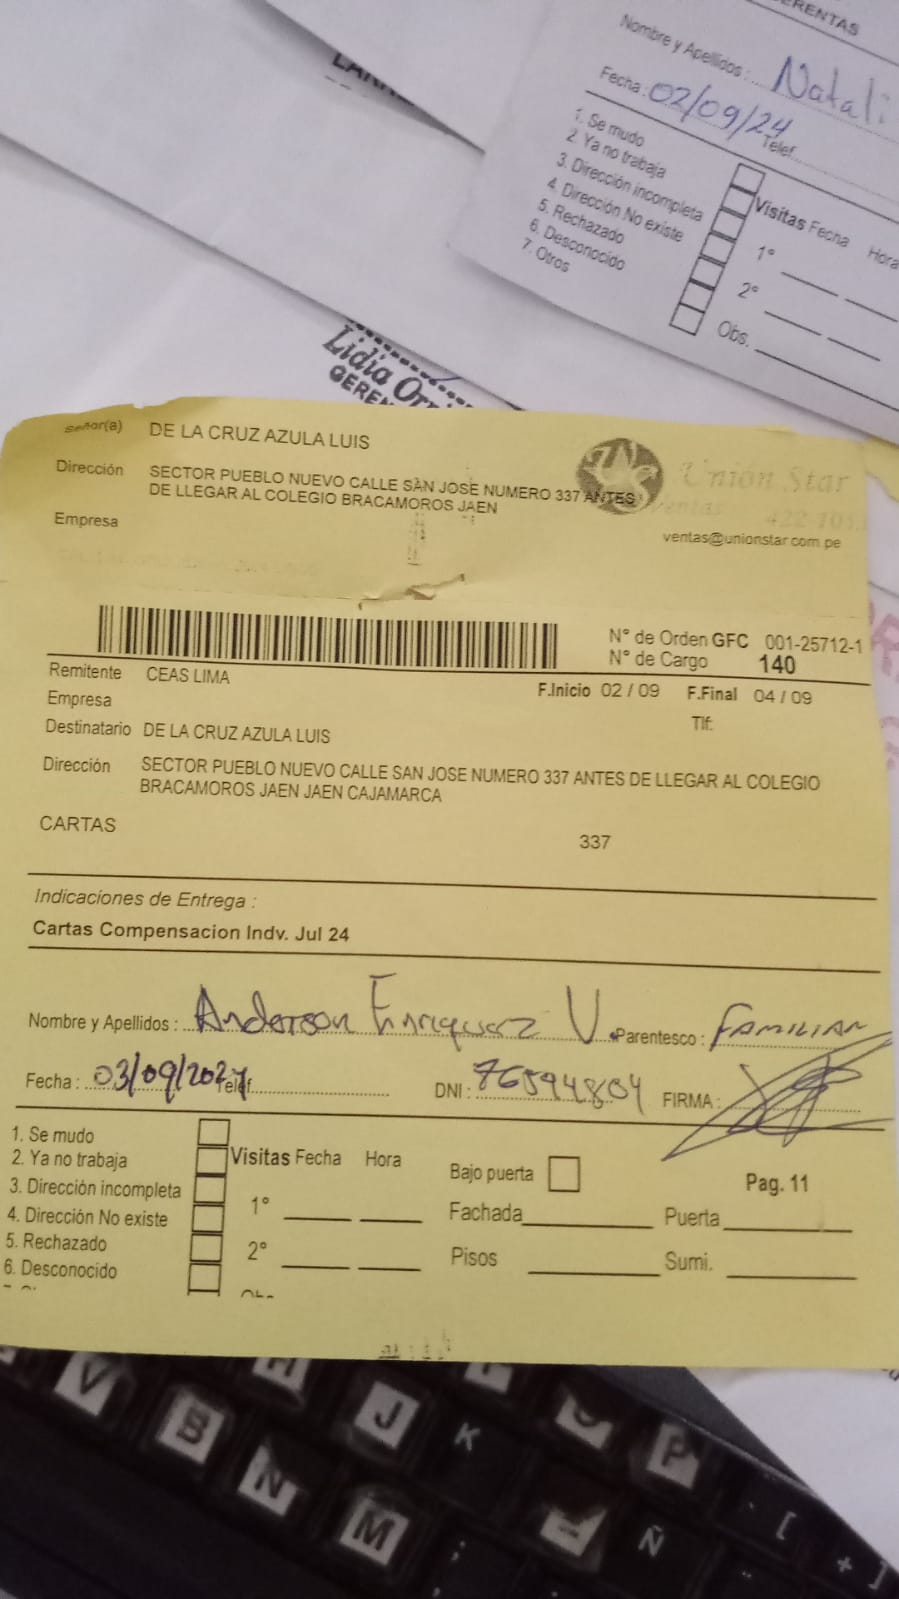 ERENTAS
Nombre y Apellidos : Natali
Fecha : 02/09/24 Telef.
1. Se mudo
2. Ya no trabaja
3. Dirección incompleta
4. Dirección No existe
5. Rechazado
6. Desconocido
7. Otros
Visitas Fecha Hora
1°
2°
Obs.
Lidia
GEREN
Señor(a) DE LA CRUZ AZULA LUIS
Dirección SECTOR PUEBLO NUEVO CALLE SAN JOSE NUMERO 337 ANTES
DE LLEGAR AL COLEGIO BRACAMOROS JAEN
Empresa
Union Star
ventas 422-105
ventas@unionstar.com.pe
N° de Orden GFC 001-25712-1
N° de Cargo 140
Remitente CEAS LIMA
F.Inicio 02 / 09 F.Final 04 / 09
Empresa
Tlf:
Destinatario DE LA CRUZ AZULA LUIS
Dirección SECTOR PUEBLO NUEVO CALLE SAN JOSE NUMERO 337 ANTES DE LLEGAR AL COLEGIO
BRACAMOROS JAEN JAEN CAJAMARCA
CARTAS 337
Indicaciones de Entrega :
Cartas Compensacion Indv. Jul 24
Nombre y Apellidos : Anderson Enriquez V. Parentesco : FAMILIAR
Fecha : 03/09/2024 Telef. DNI : 76594804 FIRMA :
1. Se mudo
2. Ya no trabaja
3. Dirección incompleta
4. Dirección No existe
5. Rechazado
6. Desconocido
Visitas Fecha Hora
1°
2°
Bajo puerta Pag. 11
Fachada Puerta
Pisos Sumi.
V B N M J K P Ñ [ + ]
; :